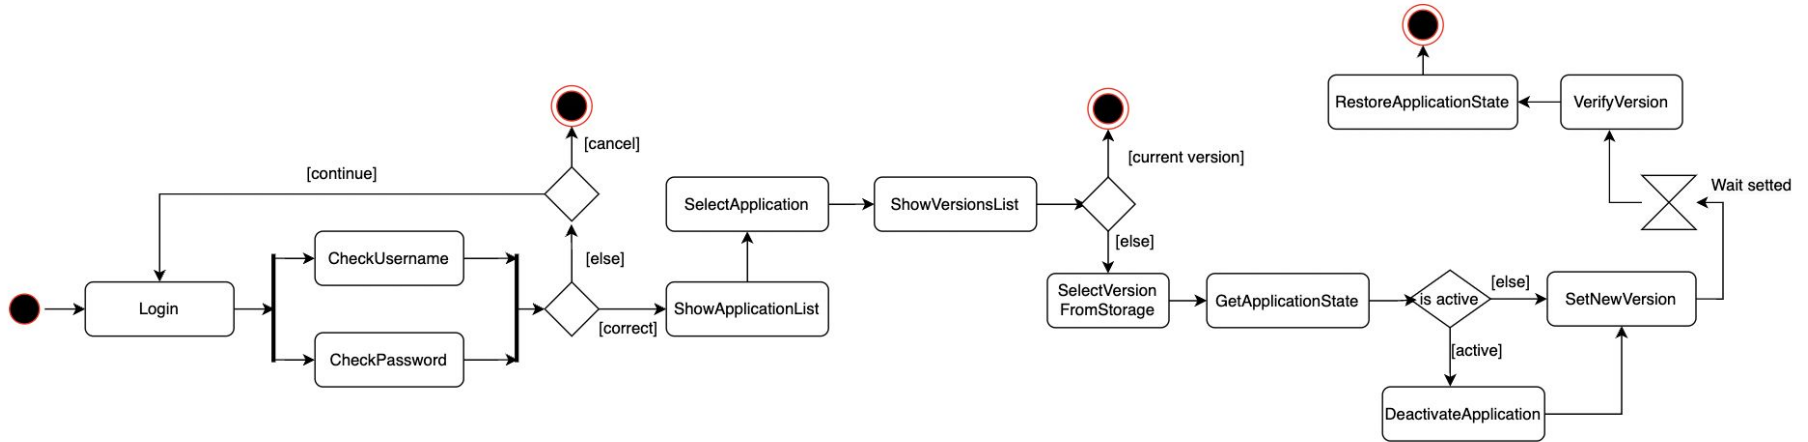 RestoreApplicationState
VerifyVersion
[cancel]
[current version]
[continue]
Wait setted
SelectApplication
ShowVersionsList
[else]
CheckUsername
[else]
Login
[correct]
ShowApplicationList
SelectVersion
FromStorage
GetApplicationState
is active
[else]
SetNewVersion
[active]
CheckPassword
DeactivateApplication